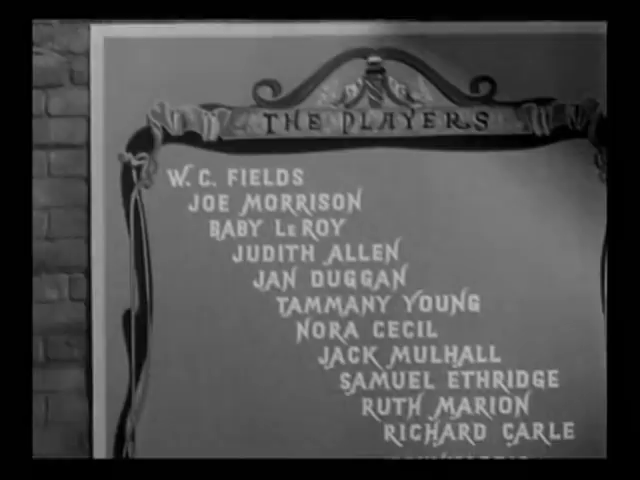 THE PLAYERS
W. C. FIELDS
JOE MORRISON
BABY LEROY
JUDITH ALLEN
JAN DUGGAN
TAMMANY YOUNG
NORA CECIL
JACK MULHALL
SAMUEL ETHRIDGE
RUTH MARION
RICHARD CARLE